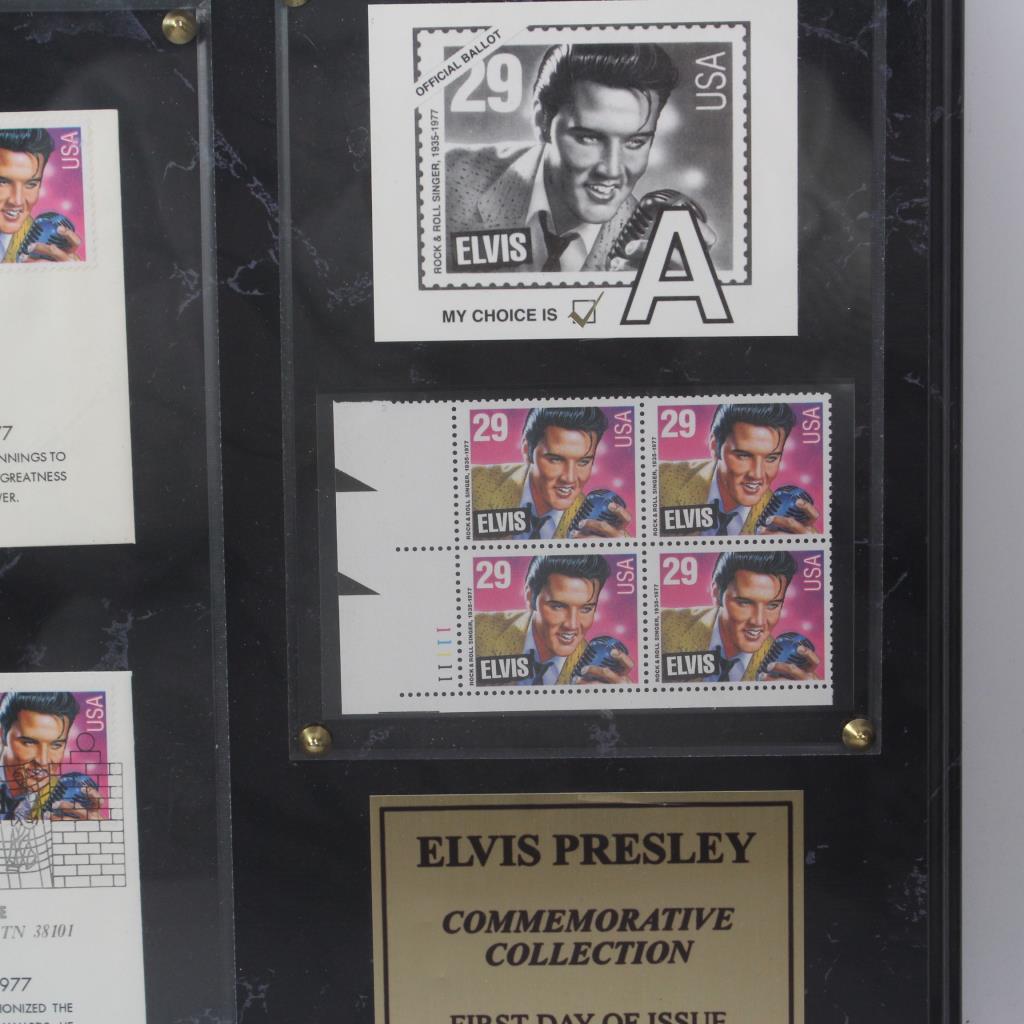 USA
77
NNINGS TO
GREATNESS
VER.
USA
TN 38101
977
IONIZED THE
OFFICIAL BALLOT
29
USA
ROCK & ROLL SINGER, 1935-1977
ELVIS
A
MY CHOICE IS
29
USA
ROCK & ROLL SINGER, 1935-1977
ELVIS
29
USA
ROCK & ROLL SINGER, 1935-1977
ELVIS
29
USA
ROCK & ROLL SINGER, 1935-1977
ELVIS
29
USA
ROCK & ROLL SINGER, 1935-1977
ELVIS
11111
ELVIS PRESLEY
COMMEMORATIVE
COLLECTION
FIRST DAY OF ISSUE